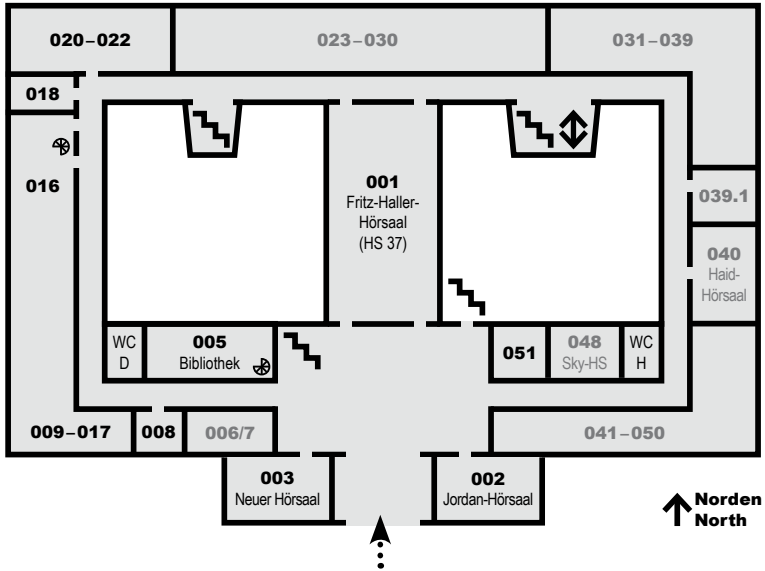 020–022
023–030
031–039
018
016
001
Fritz-Haller-
Hörsaal
(HS 37)
039.1
040
Haid-
Hörsaal
WC
D
005
Bibliothek
051
048
Sky-HS
WC
H
009–017
008
006/7
041–050
003
Neuer Hörsaal
002
Jordan-Hörsaal
Norden
North